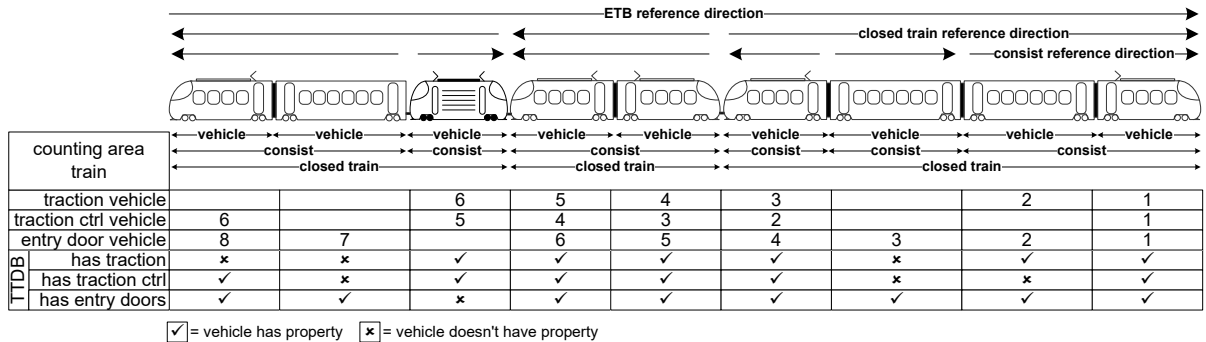 ETB reference direction
closed train reference direction
consist reference direction
vehicle vehicle vehicle vehicle vehicle vehicle vehicle vehicle vehicle
consist consist consist consist consist consist
closed train closed train closed train
counting area
train
traction vehicle 6 5 4 3 2 1
traction ctrl vehicle 6 5 4 3 2 1
entry door vehicle 8 7 6 5 4 3 2 1
TTDB
has traction ✗ ✗ ✓ ✓ ✓ ✓ ✗ ✓ ✓
has traction ctrl ✓ ✗ ✓ ✓ ✓ ✓ ✗ ✗ ✓
has entry doors ✓ ✓ ✗ ✓ ✓ ✓ ✓ ✓ ✓
✓ = vehicle has property ✗ = vehicle doesn't have property